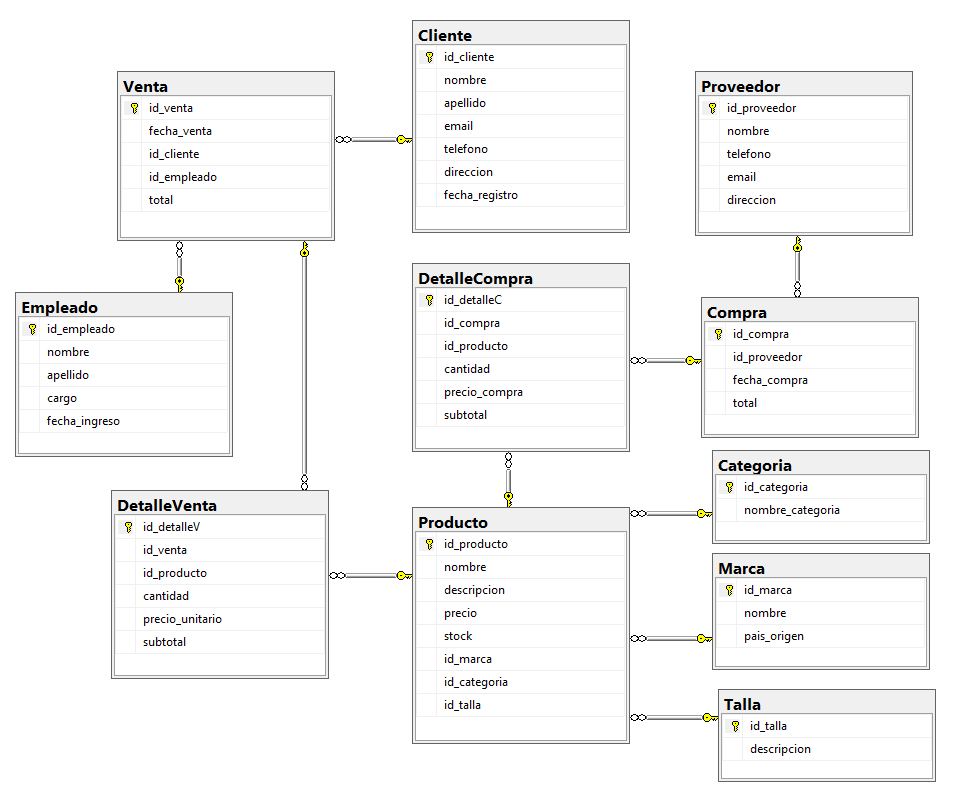 Cliente
id_cliente
nombre
apellido
email
telefono
direccion
fecha_registro
Venta
id_venta
fecha_venta
id_cliente
id_empleado
total
Proveedor
id_proveedor
nombre
telefono
email
direccion
Empleado
id_empleado
nombre
apellido
cargo
fecha_ingreso
DetalleCompra
id_detalleC
id_compra
id_producto
cantidad
precio_compra
subtotal
Compra
id_compra
id_proveedor
fecha_compra
total
DetalleVenta
id_detalleV
id_venta
id_producto
cantidad
precio_unitario
subtotal
Producto
id_producto
nombre
descripcion
precio
stock
id_marca
id_categoria
id_talla
Categoria
id_categoria
nombre_categoria
Marca
id_marca
nombre
pais_origen
Talla
id_talla
descripcion